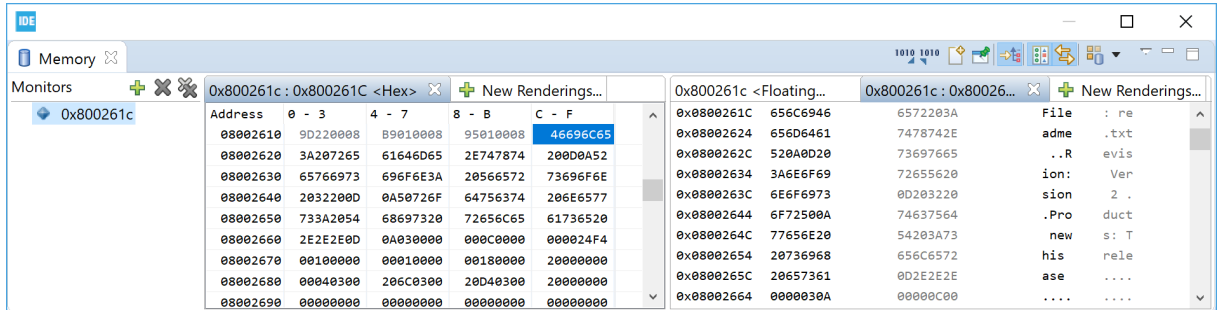 IDE
Memory
1010 1010
Monitors
0x800261c
0x800261c : 0x800261C <Hex> New Renderings...
Address 0 - 3 4 - 7 8 - B C - F
08002610 9D220008 B9010008 95010008 46696C65
08002620 3A207265 61646D65 2E747874 200D0A52
08002630 65766973 696F6E3A 20566572 73696F6E
08002640 2032200D 0A50726F 64756374 206E6577
08002650 733A2054 68697320 72656C65 61736520
08002660 2E2E2E0D 0A030000 000C0000 000024F4
08002670 00100000 00010000 00180000 20000000
08002680 00040300 206C0300 20D40300 20000000
08002690 00000000 00000000 00000000 00000000
0x800261c <Floating... 0x800261c : 0x80026... New Renderings...
0x0800261C 656C6946 6572203A File : re
0x08002624 656D6461 7478742E adme .txt
0x0800262C 520A0D20 73697665 ..R evis
0x08002634 3A6E6F69 72655620 ion: Ver
0x0800263C 6E6F6973 0D203220 sion 2 .
0x08002644 6F72500A 74637564 .Pro duct
0x0800264C 77656E20 54203A73 new s: T
0x08002654 20736968 656C6572 his rele
0x0800265C 20657361 0D2E2E2E ase ....
0x08002664 0000030A 00000C00 .... ....